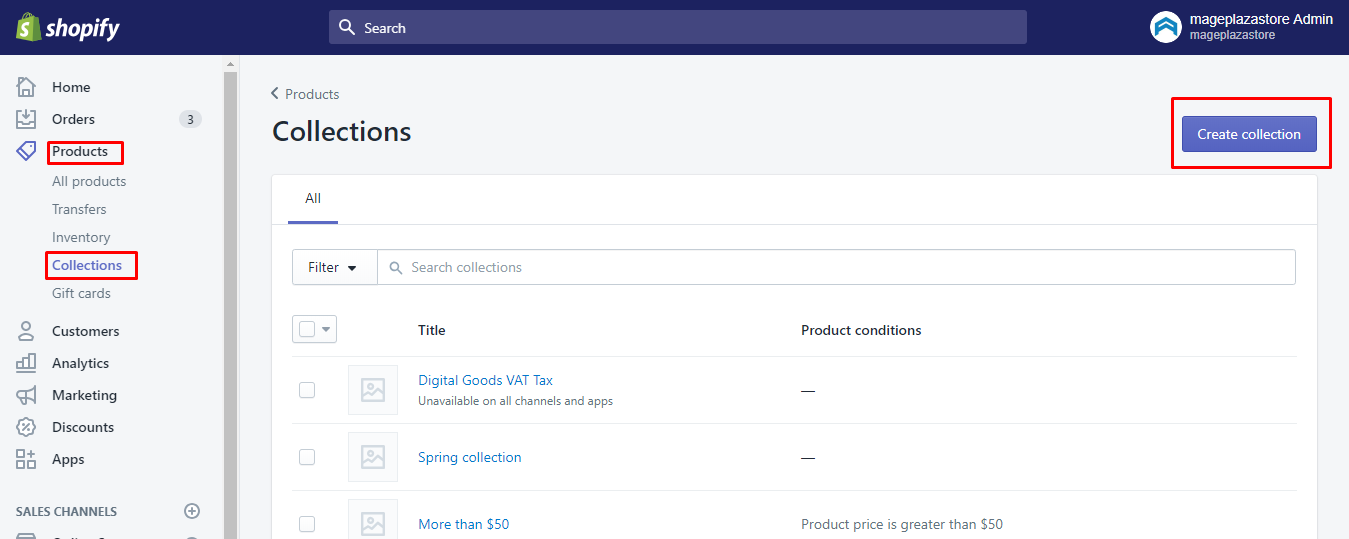 shopify
Search
mageplazastore Admin
mageplazastore
Home
Orders
3
Products
All products
Transfers
Inventory
Collections
Gift cards
Customers
Analytics
Marketing
Discounts
Apps
SALES CHANNELS
Products
Collections
Create collection
All
Filter
Search collections
Title
Product conditions
Digital Goods VAT Tax
—
Unavailable on all channels and apps
Spring collection
—
More than $50
Product price is greater than $50